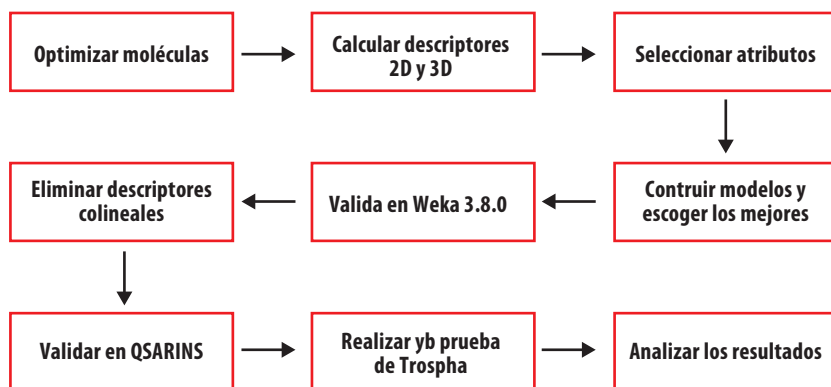 Optimizar moléculas
Calcular descriptores
2D y 3D
Seleccionar atributos
Contruir modelos y
escoger los mejores
Valida en Weka 3.8.0
Eliminar descriptores
colineales
Validar en QSARINS
Realizar yb prueba
de Trospha
Analizar los resultados